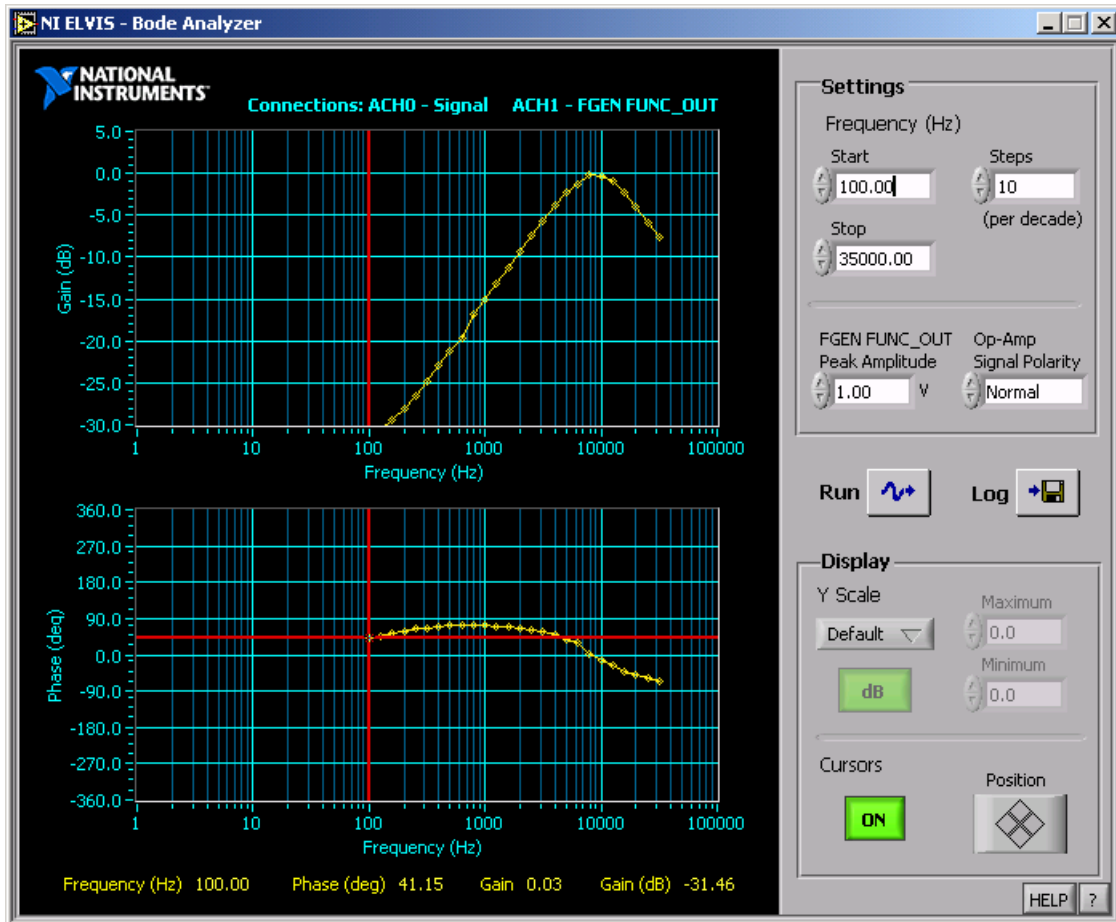 NI ELVIS - Bode Analyzer
NATIONAL
INSTRUMENTS
Connections: ACH0 - Signal ACH1 - FGEN FUNC_OUT
Gain (dB)
5.0
0.0
-5.0
-10.0
-15.0
-20.0
-25.0
-30.0
1 10 100 1000 10000 100000
Frequency (Hz)
Phase (deq)
360.0
270.0
180.0
90.0
0.0
-90.0
-180.0
-270.0
-360.0
1 10 100 1000 10000 100000
Frequency (Hz)
Frequency (Hz) 100.00 Phase (deg) 41.15 Gain 0.03 Gain (dB) -31.46
Settings
Frequency (Hz)
Start Steps
100.00 10
(per decade)
Stop
35000.00
FGEN FUNC_OUT Op-Amp
Peak Amplitude Signal Polarity
1.00 V Normal
Run Log
Display
Y Scale Maximum
Default 0.0
Minimum
dB 0.0
Cursors
Position
ON
HELP ?